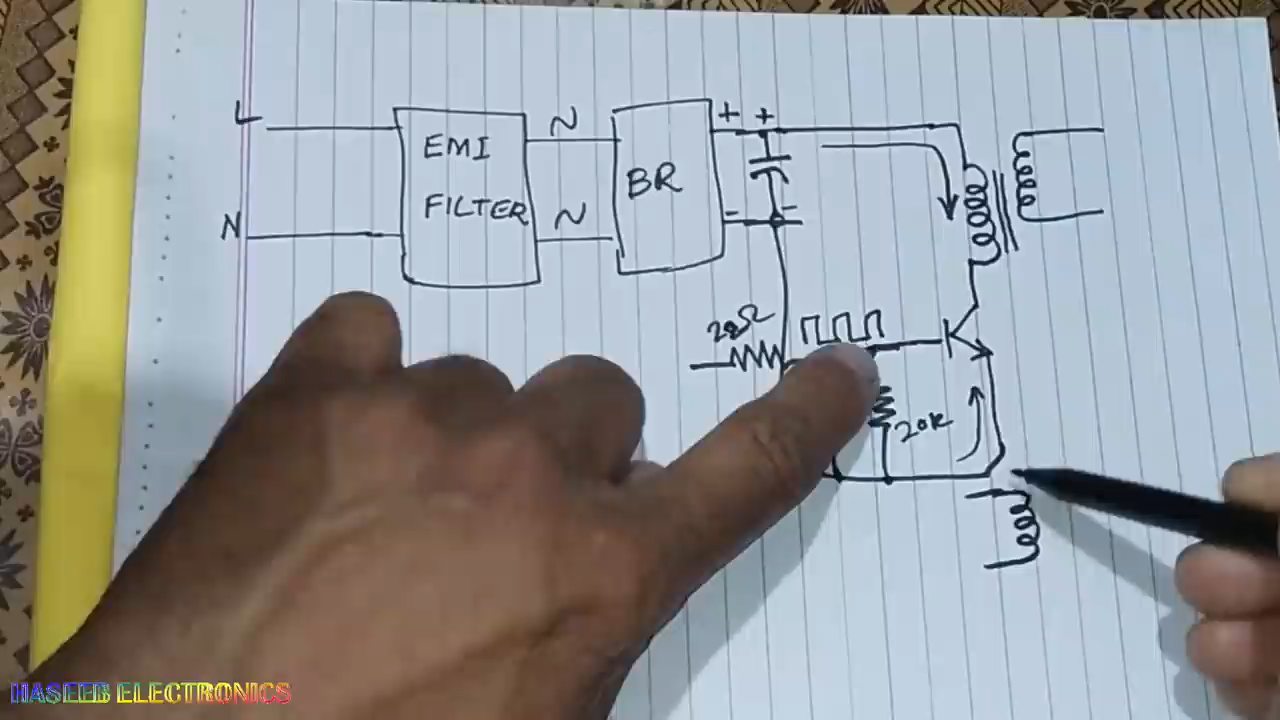 L
N
EMI
FILTER
~
~
BR
+ +
- -
20Ω
20K
HASEEB ELECTRONICS